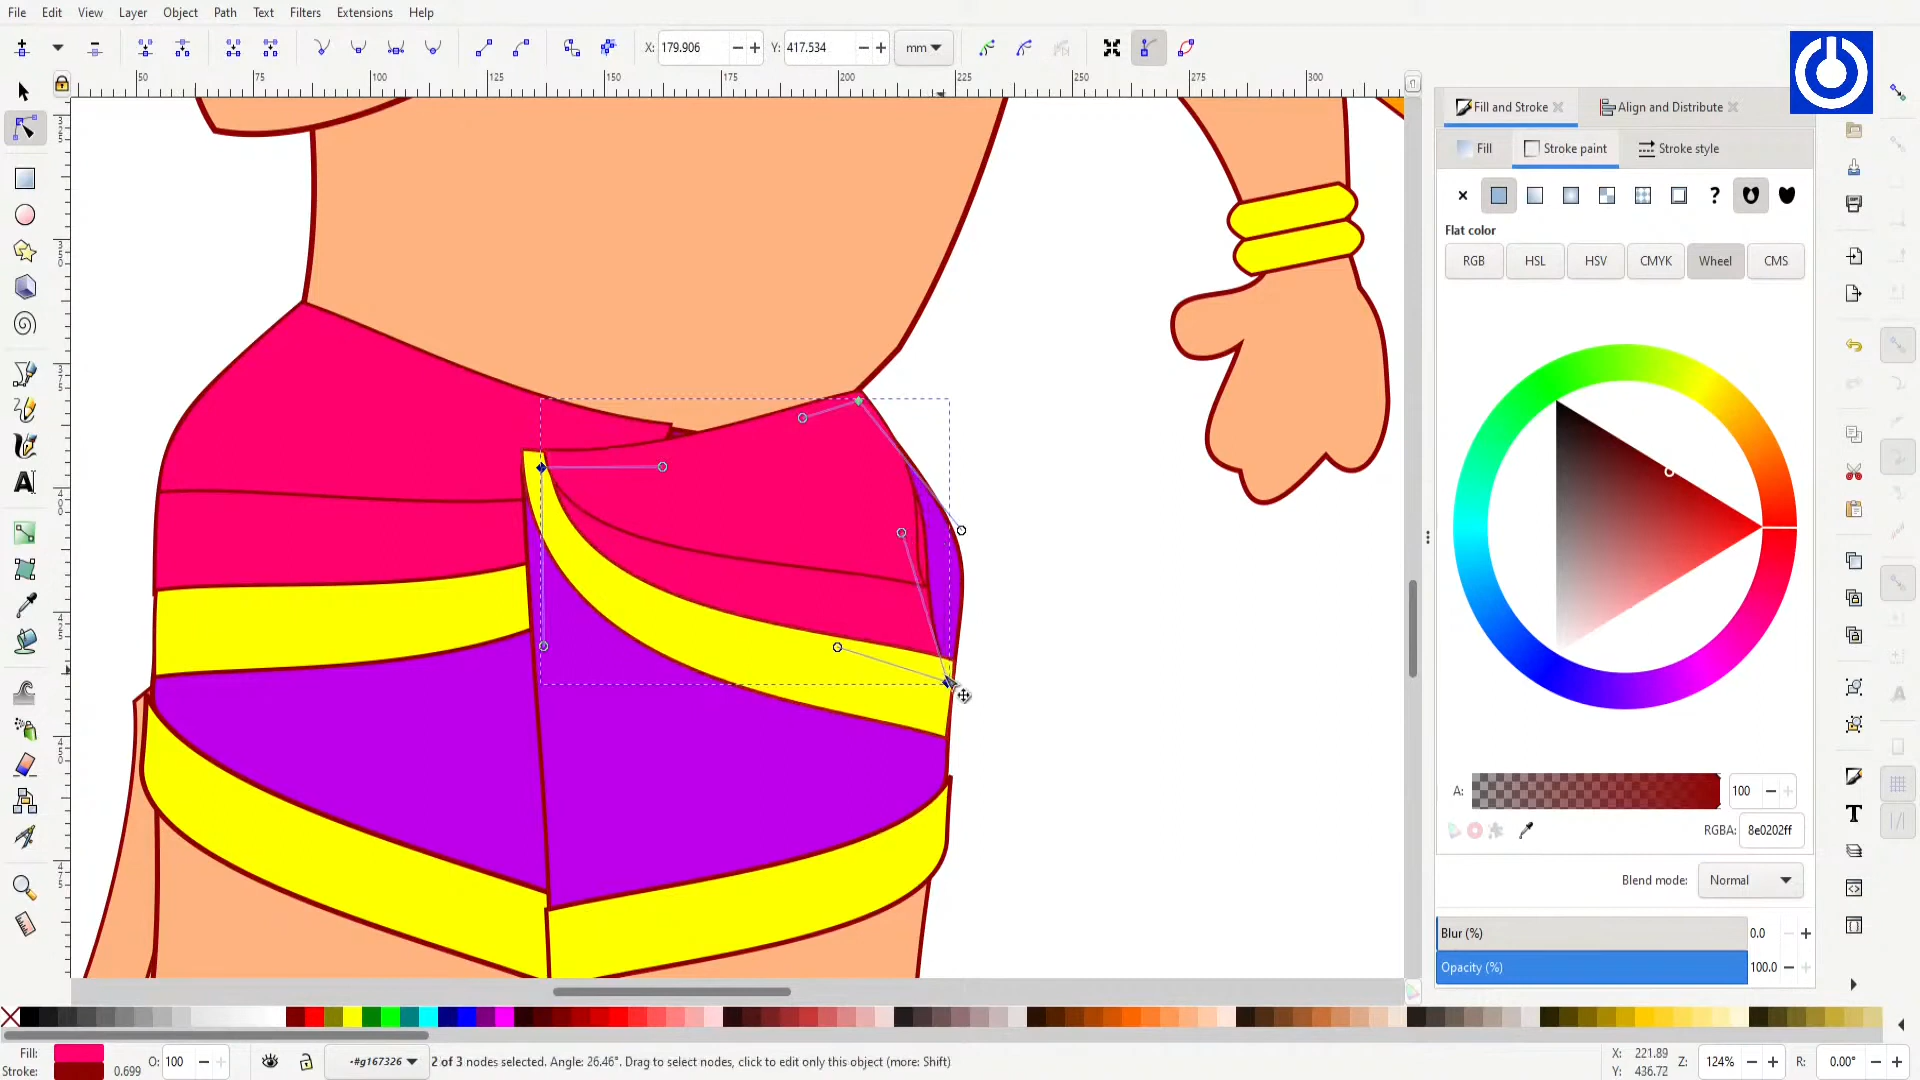 File Edit View Layer Object Path Text Filters Extensions Help
X: 179.906 Y: 417.534 mm
50 75 100 125 150 175 200 225 250 275 300
Fill and Stroke Align and Distribute
Fill Stroke paint Stroke style
?
Flat color
RGB HSL HSV CMYK Wheel CMS
A: 100
RGBA: 8e0202ff
Blend mode: Normal
Blur (%) 0.0
Opacity (%) 100.0
Fill: O: 100 -#g167326 2 of 3 nodes selected. Angle: 26.46°. Drag to select nodes, click to edit only this object (more: Shift) X: 221.89 Z: 124% R: 0.00°
Stroke: 0.699 Y: 436.72